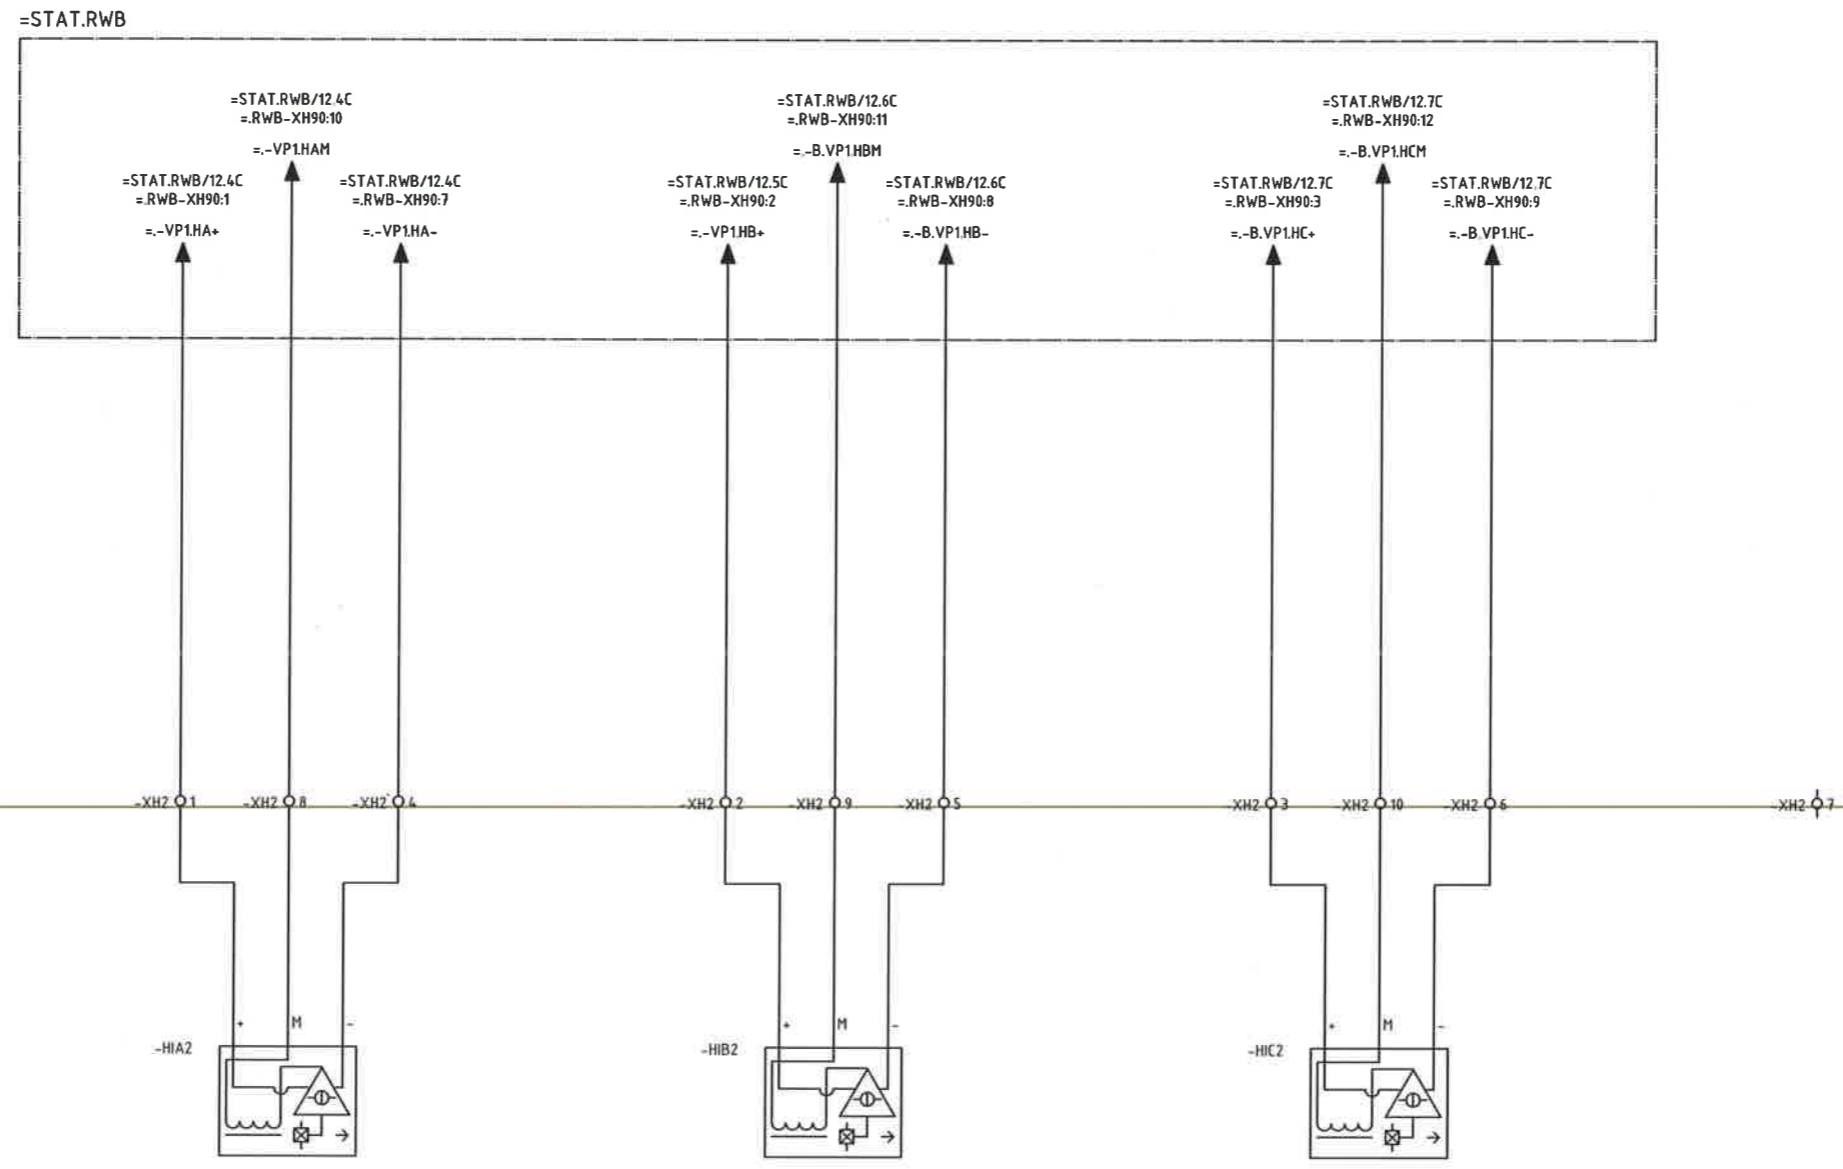 =STAT.RWB
=STAT.RWB/12.4C
=.RWB-XH90:10
=.-VP1.HAM
=STAT.RWB/12.4C
=.RWB-XH90:1
=.-VP1.HA+
=STAT.RWB/12.4C
=.RWB-XH90:7
=.-VP1.HA-
=STAT.RWB/12.6C
=.RWB-XH90:11
=.-B.VP1.HBM
=STAT.RWB/12.5C
=.RWB-XH90:2
=.-VP1.HB+
=STAT.RWB/12.6C
=.RWB-XH90:8
=.-B.VP1.HB-
=STAT.RWB/12.7C
=.RWB-XH90:12
=.-B.VP1.HCM
=STAT.RWB/12.7C
=.RWB-XH90:3
=.-B.VP1.HC+
=STAT.RWB/12.7C
=.RWB-XH90:9
=.-B.VP1.HC-
-XH2 1
-XH2 8
-XH2 4
-XH2 2
-XH2 9
-XH2 5
-XH2 3
-XH2 10
-XH2 6
-XH2 7
+ M -
-HIA2
+ M -
-HIB2
+ M -
-HIC2